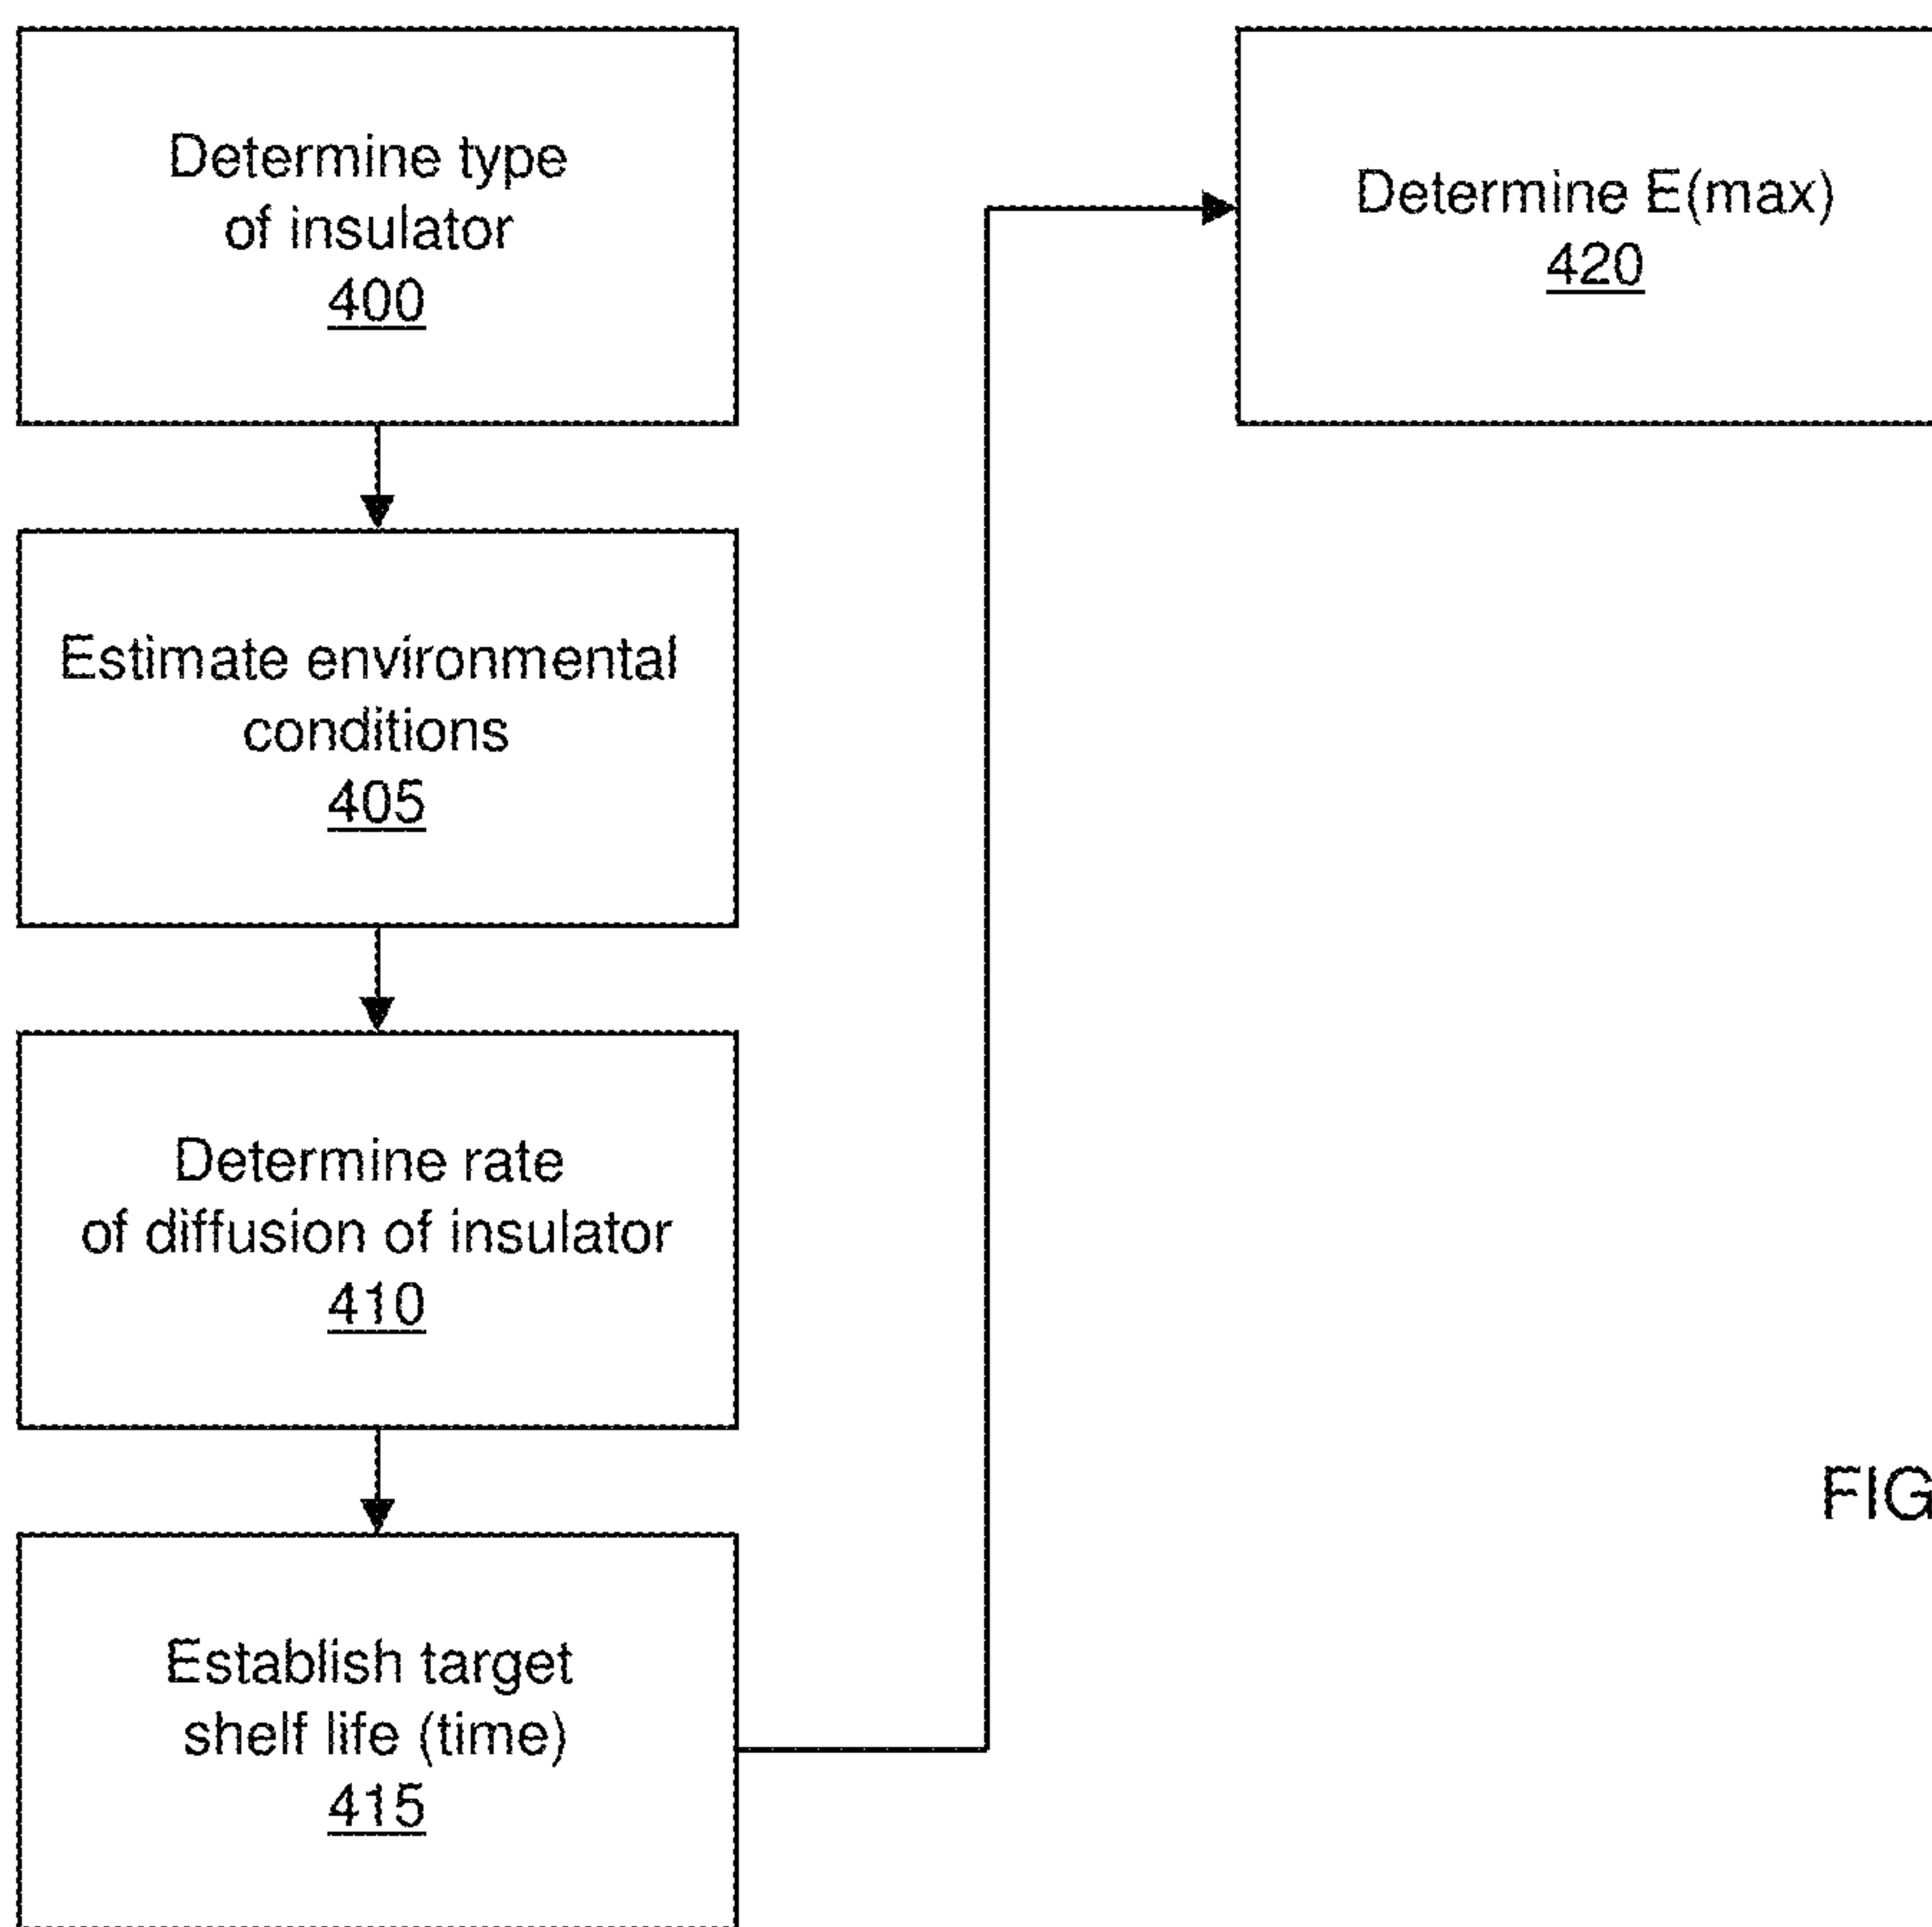 Determine type
of insulator
400
Estimate environmental
conditions
405
Determine rate
of diffusion of insulator
410
Establish target
shelf life (time)
415
Determine E(max)
420
FIG